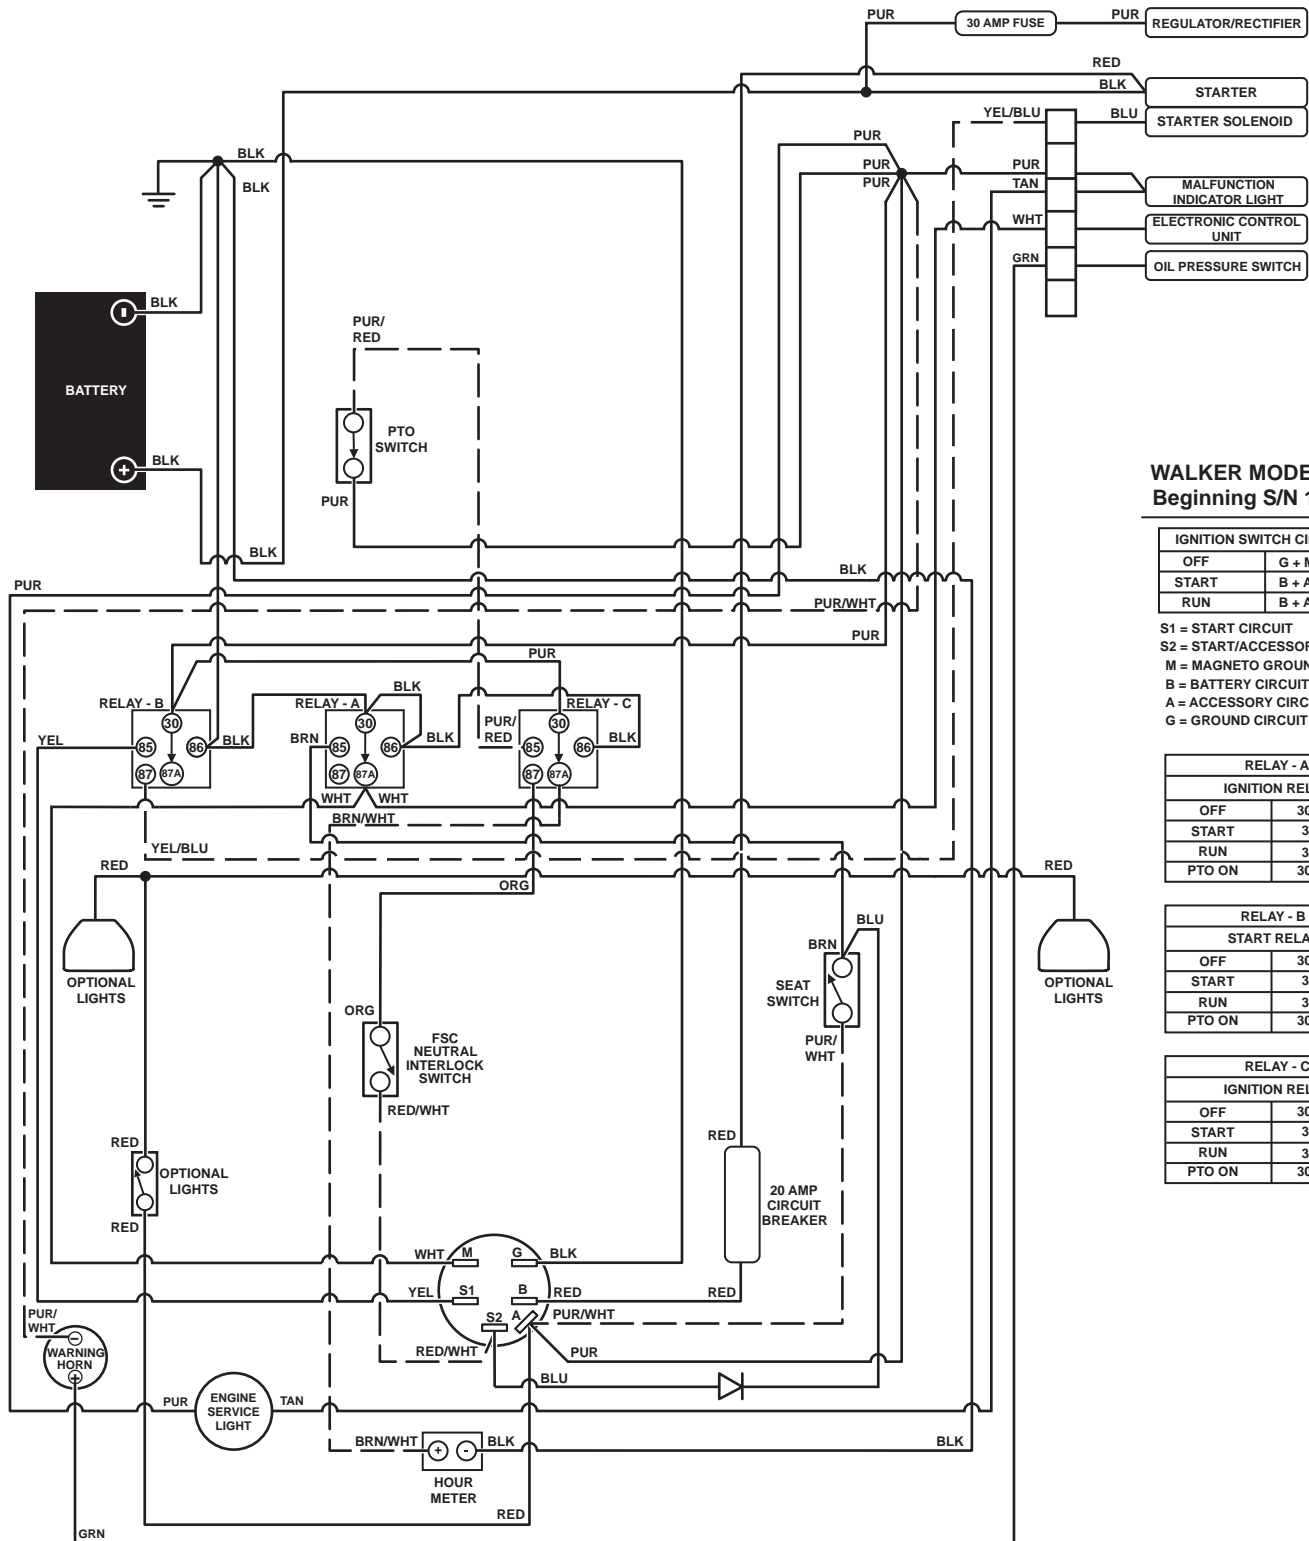 PUR
30 AMP FUSE
PUR
REGULATOR/RECTIFIER
RED
BLK
STARTER
YEL/BLU
BLU
STARTER SOLENOID
PUR
BLK
PUR
PUR
PUR
TAN
BLK
MALFUNCTION
INDICATOR LIGHT
WHT
ELECTRONIC CONTROL
UNIT
GRN
OIL PRESSURE SWITCH
BLK
BATTERY
PUR/
RED
PTO
SWITCH
BLK
PUR
BLK
BLK
PUR
PUR/WHT
PUR
PUR
WALKER MODE
Beginning S/N 1
IGNITION SWITCH CI
OFF G + M
START B + A
RUN B + A
S1 = START CIRCUIT
S2 = START/ACCESSOR
M = MAGNETO GROUN
B = BATTERY CIRCUIT
A = ACCESSORY CIRC
G = GROUND CIRCUIT
RELAY - B
30
85
86
87
87A
YEL
BLK
RELAY - A
30
85
86
87
87A
BRN
BLK
BLK
RELAY - C
30
85
86
87
87A
PUR/
RED
BLK
WHT
WHT
BRN/WHT
YEL/BLU
RED
ORG
RED
RELAY - A
IGNITION REL
OFF 30
START 3
RUN 3
PTO ON 30
RELAY - B
START RELA
OFF 30
START 3
RUN 3
PTO ON 30
RELAY - C
IGNITION REL
OFF 30
START 3
RUN 3
PTO ON 30
OPTIONAL
LIGHTS
BLU
BRN
SEAT
SWITCH
PUR/
WHT
OPTIONAL
LIGHTS
ORG
FSC
NEUTRAL
INTERLOCK
SWITCH
RED/WHT
RED
OPTIONAL
LIGHTS
RED
RED
20 AMP
CIRCUIT
BREAKER
RED
WHT
M
G
BLK
YEL
S1
B
RED
S2
A
PUR/WHT
RED/WHT
PUR
BLU
PUR/
WHT
WARNING
HORN
PUR
ENGINE
SERVICE
LIGHT
TAN
BRN/WHT
BLK
BLK
HOUR
METER
RED
GRN